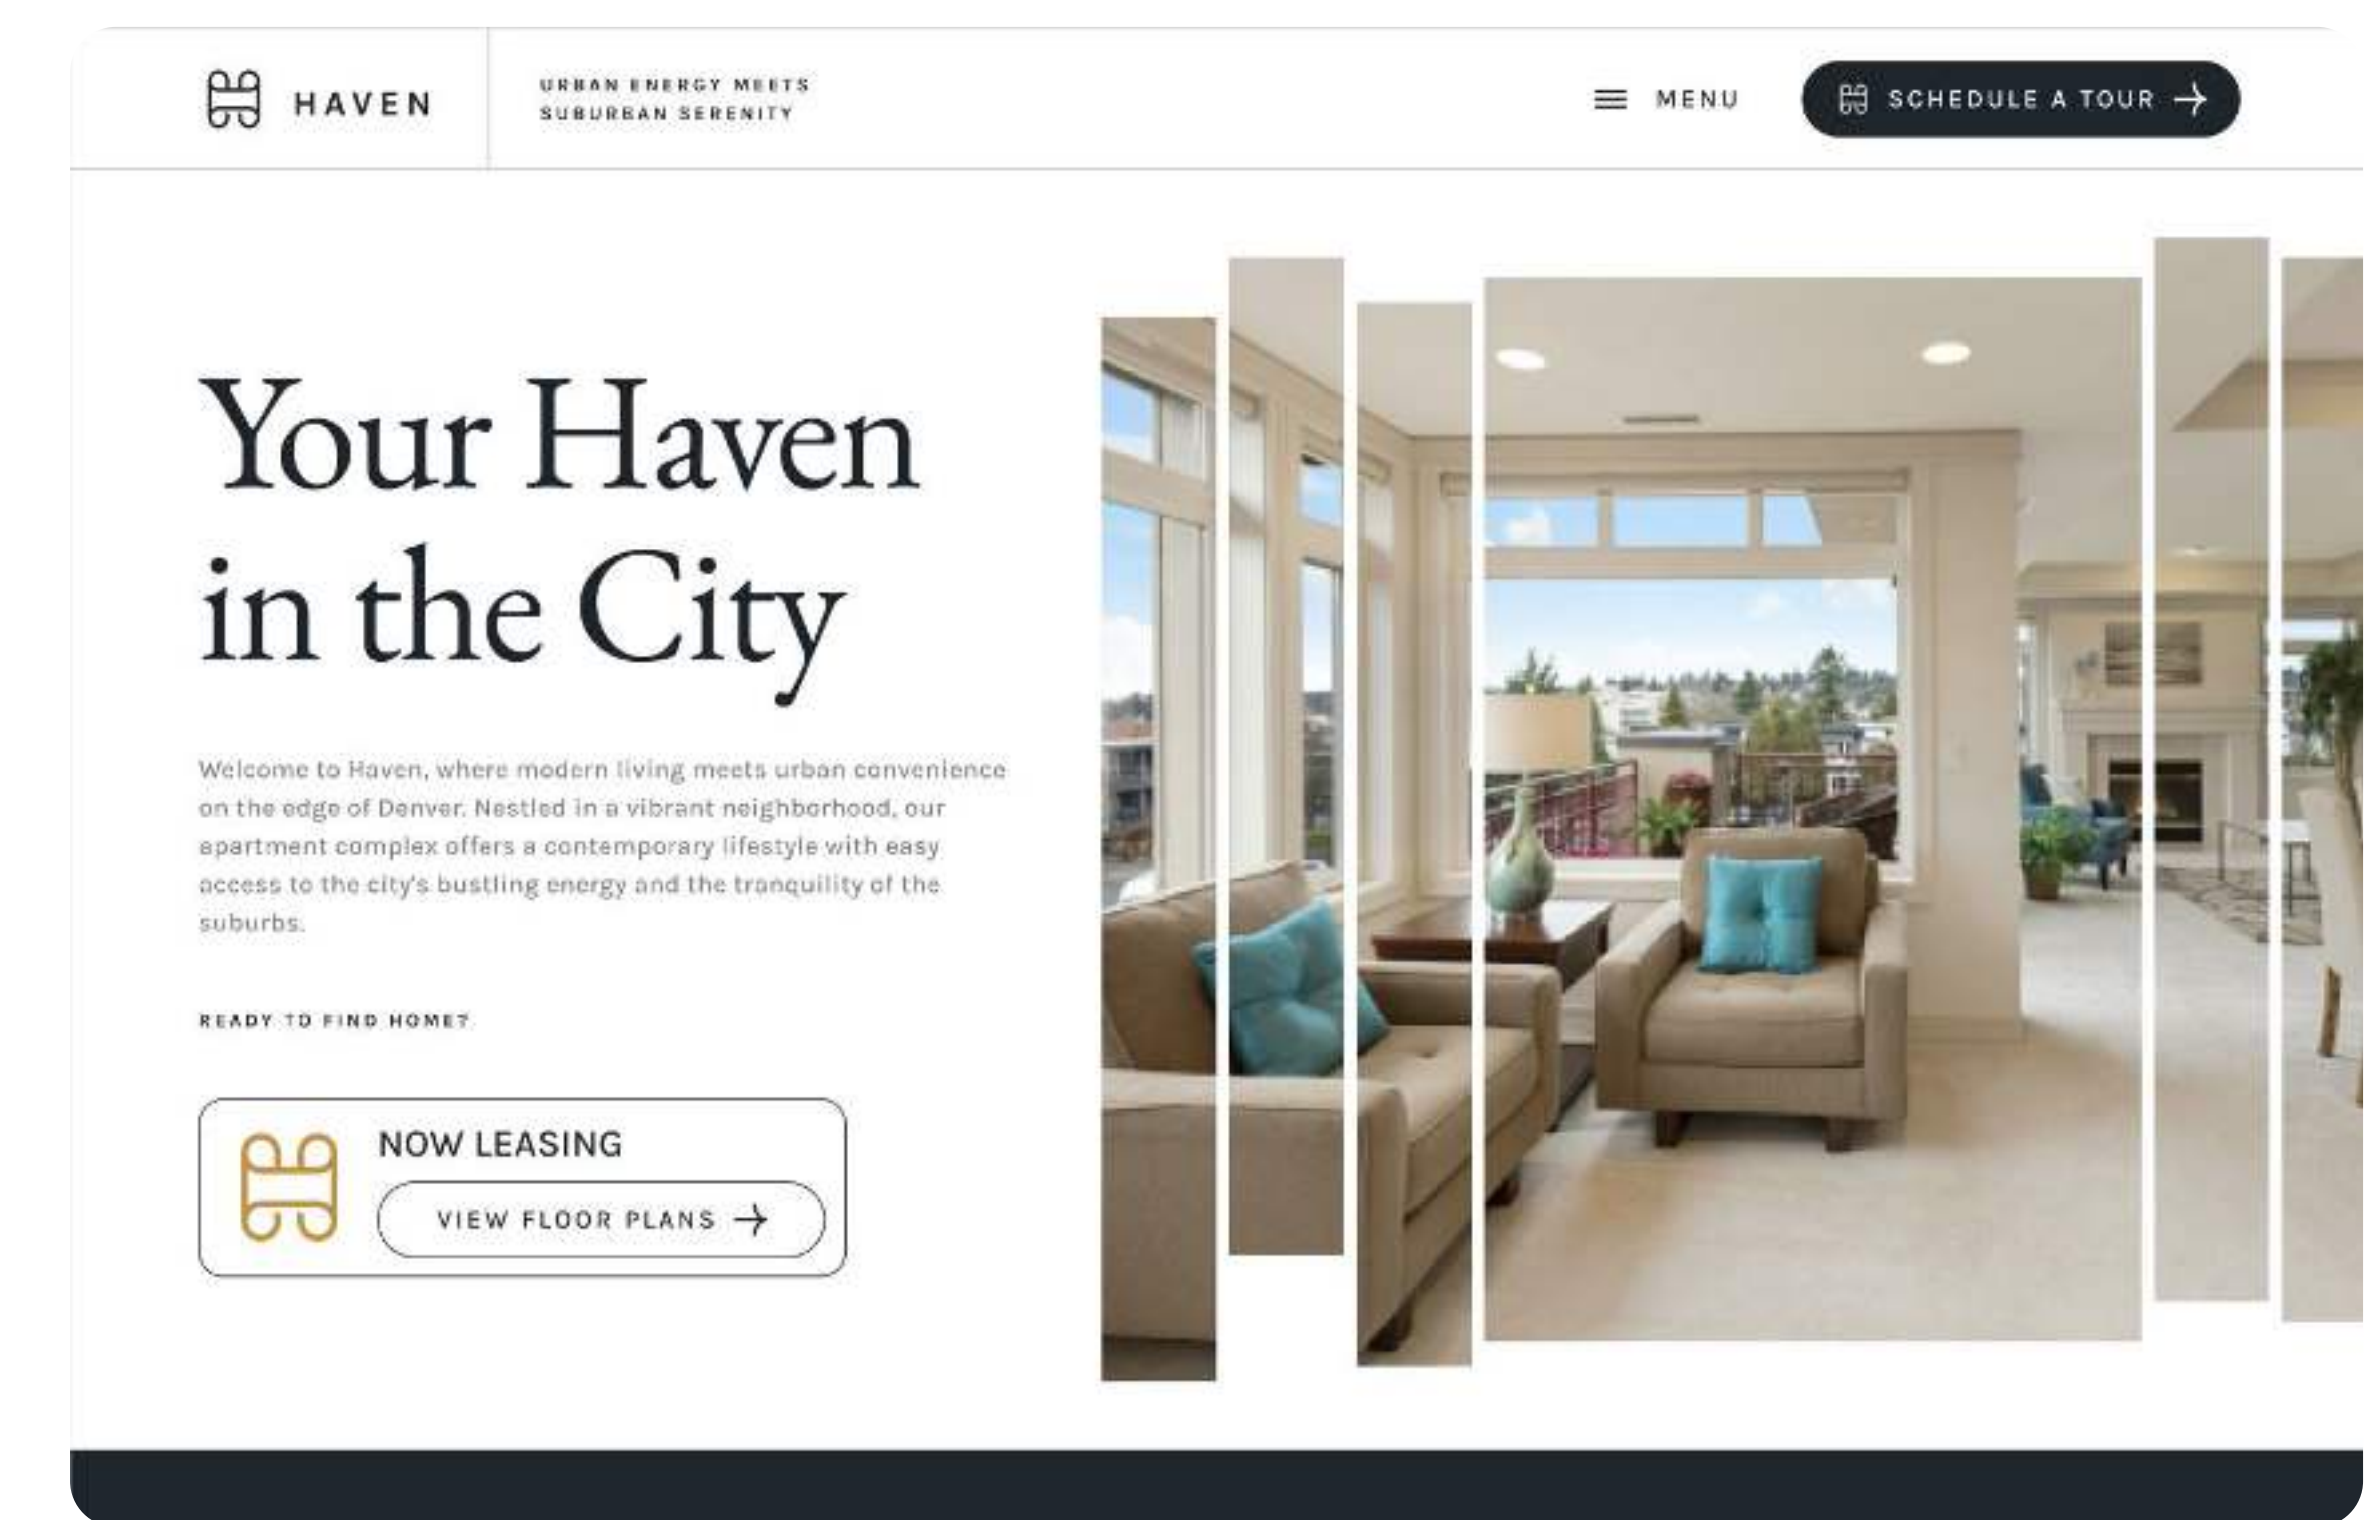 HAVEN
URBAN ENERGY MEETS
SUBURBAN SERENITY
MENU
SCHEDULE A TOUR
Your Haven
in the City
Welcome to Haven, where modern living meets urban convenience
on the edge of Denver. Nestled in a vibrant neighborhood, our
apartment complex offers a contemporary lifestyle with easy
access to the city's bustling energy and the tranquility of the
suburbs.
READY TO FIND HOME?
NOW LEASING
VIEW FLOOR PLANS